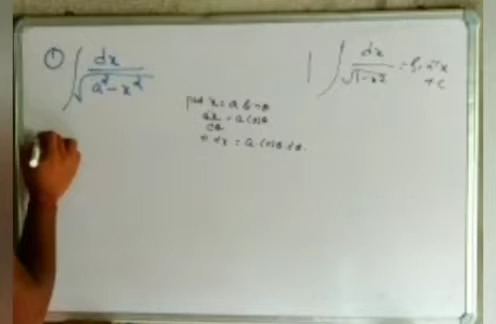 ① ∫ dx / √(a² - x²)
∫ dx / √(1-x²) = Sin⁻¹x + c
put x = a sinθ
dx / dθ = a cosθ
⇒ dx = a cosθ dθ.